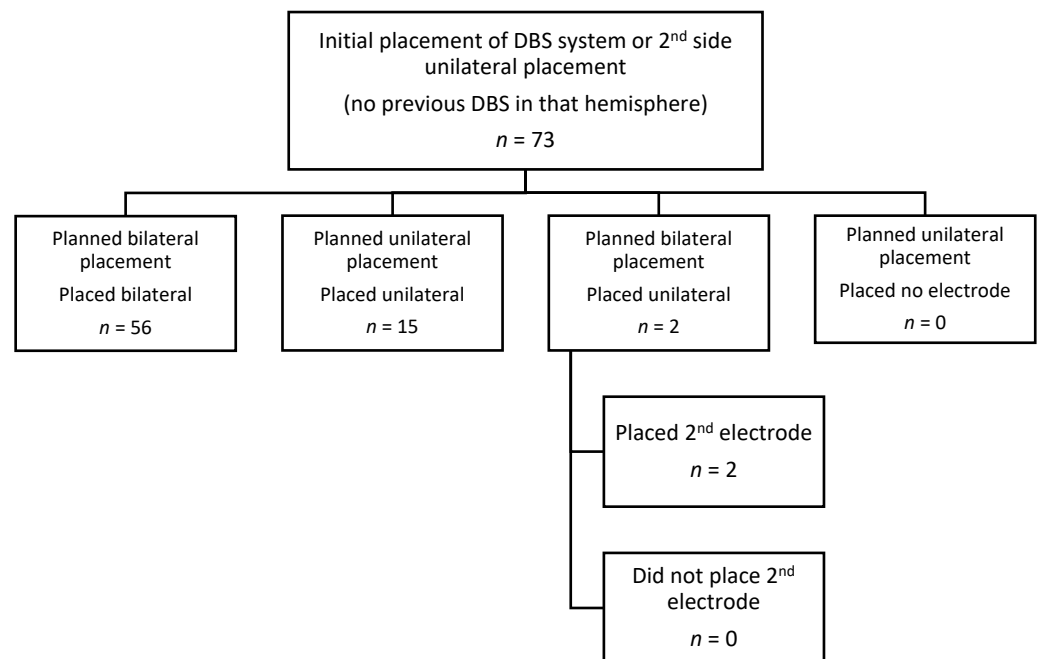 Initial placement of DBS system or 2nd side
unilateral placement
(no previous DBS in that hemisphere)
n = 73
Planned bilateral
placement
Placed bilateral
n = 56
Planned unilateral
placement
Placed unilateral
n = 15
Planned bilateral
placement
Placed unilateral
n = 2
Planned unilateral
placement
Placed no electrode
n = 0
Placed 2nd electrode
n = 2
Did not place 2nd
electrode
n = 0